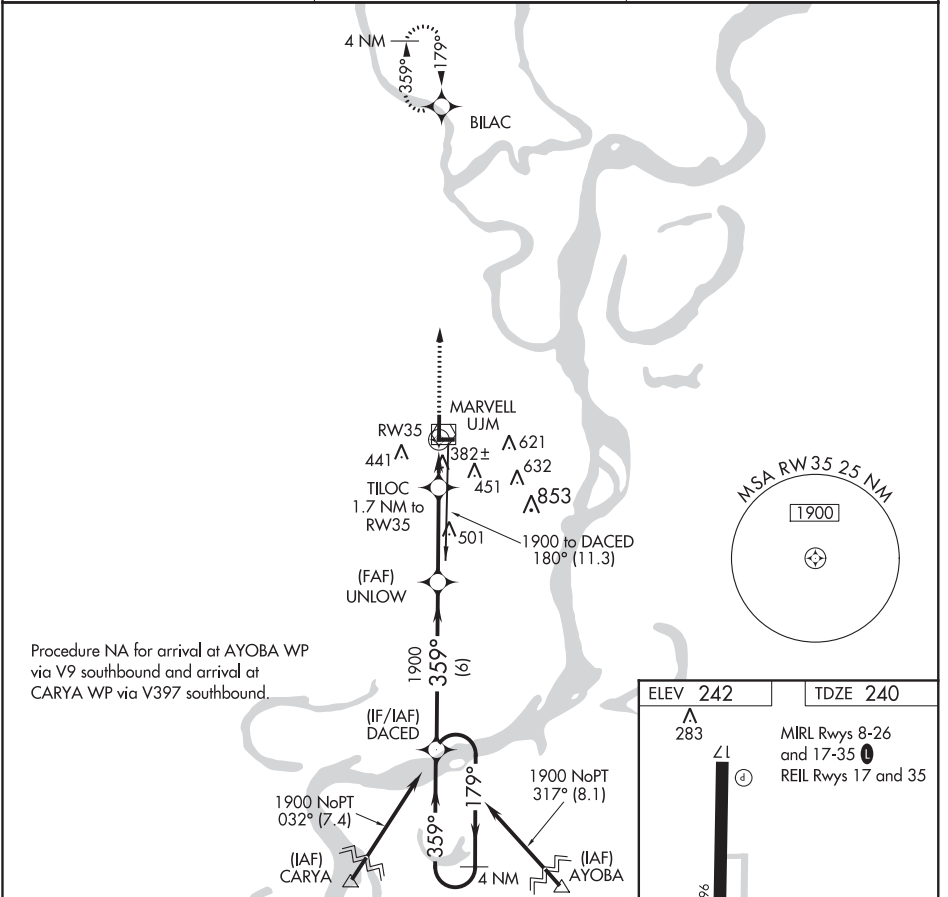 4 NM
359°
179°
BILAC
MARVELL
UJM
RW35
441
382±
621
451
632
853
TILOC
1.7 NM to
RW35
501
1900 to DACED
180° (11.3)
(FAF)
UNLOW
MSA RW35 25 NM
1900
Procedure NA for arrival at AYOBA WP
via V9 southbound and arrival at
CARYA WP via V397 southbound.
1900
359°
(6)
(IF/IAF)
DACED
1900 NoPT
032° (7.4)
(IAF)
CARYA
359°
179°
4 NM
1900 NoPT
317° (8.1)
(IAF)
AYOBA
ELEV 242
TDZE 240
283
17
P
MIRL Rwys 8-26
and 17-35 L
REIL Rwys 17 and 35